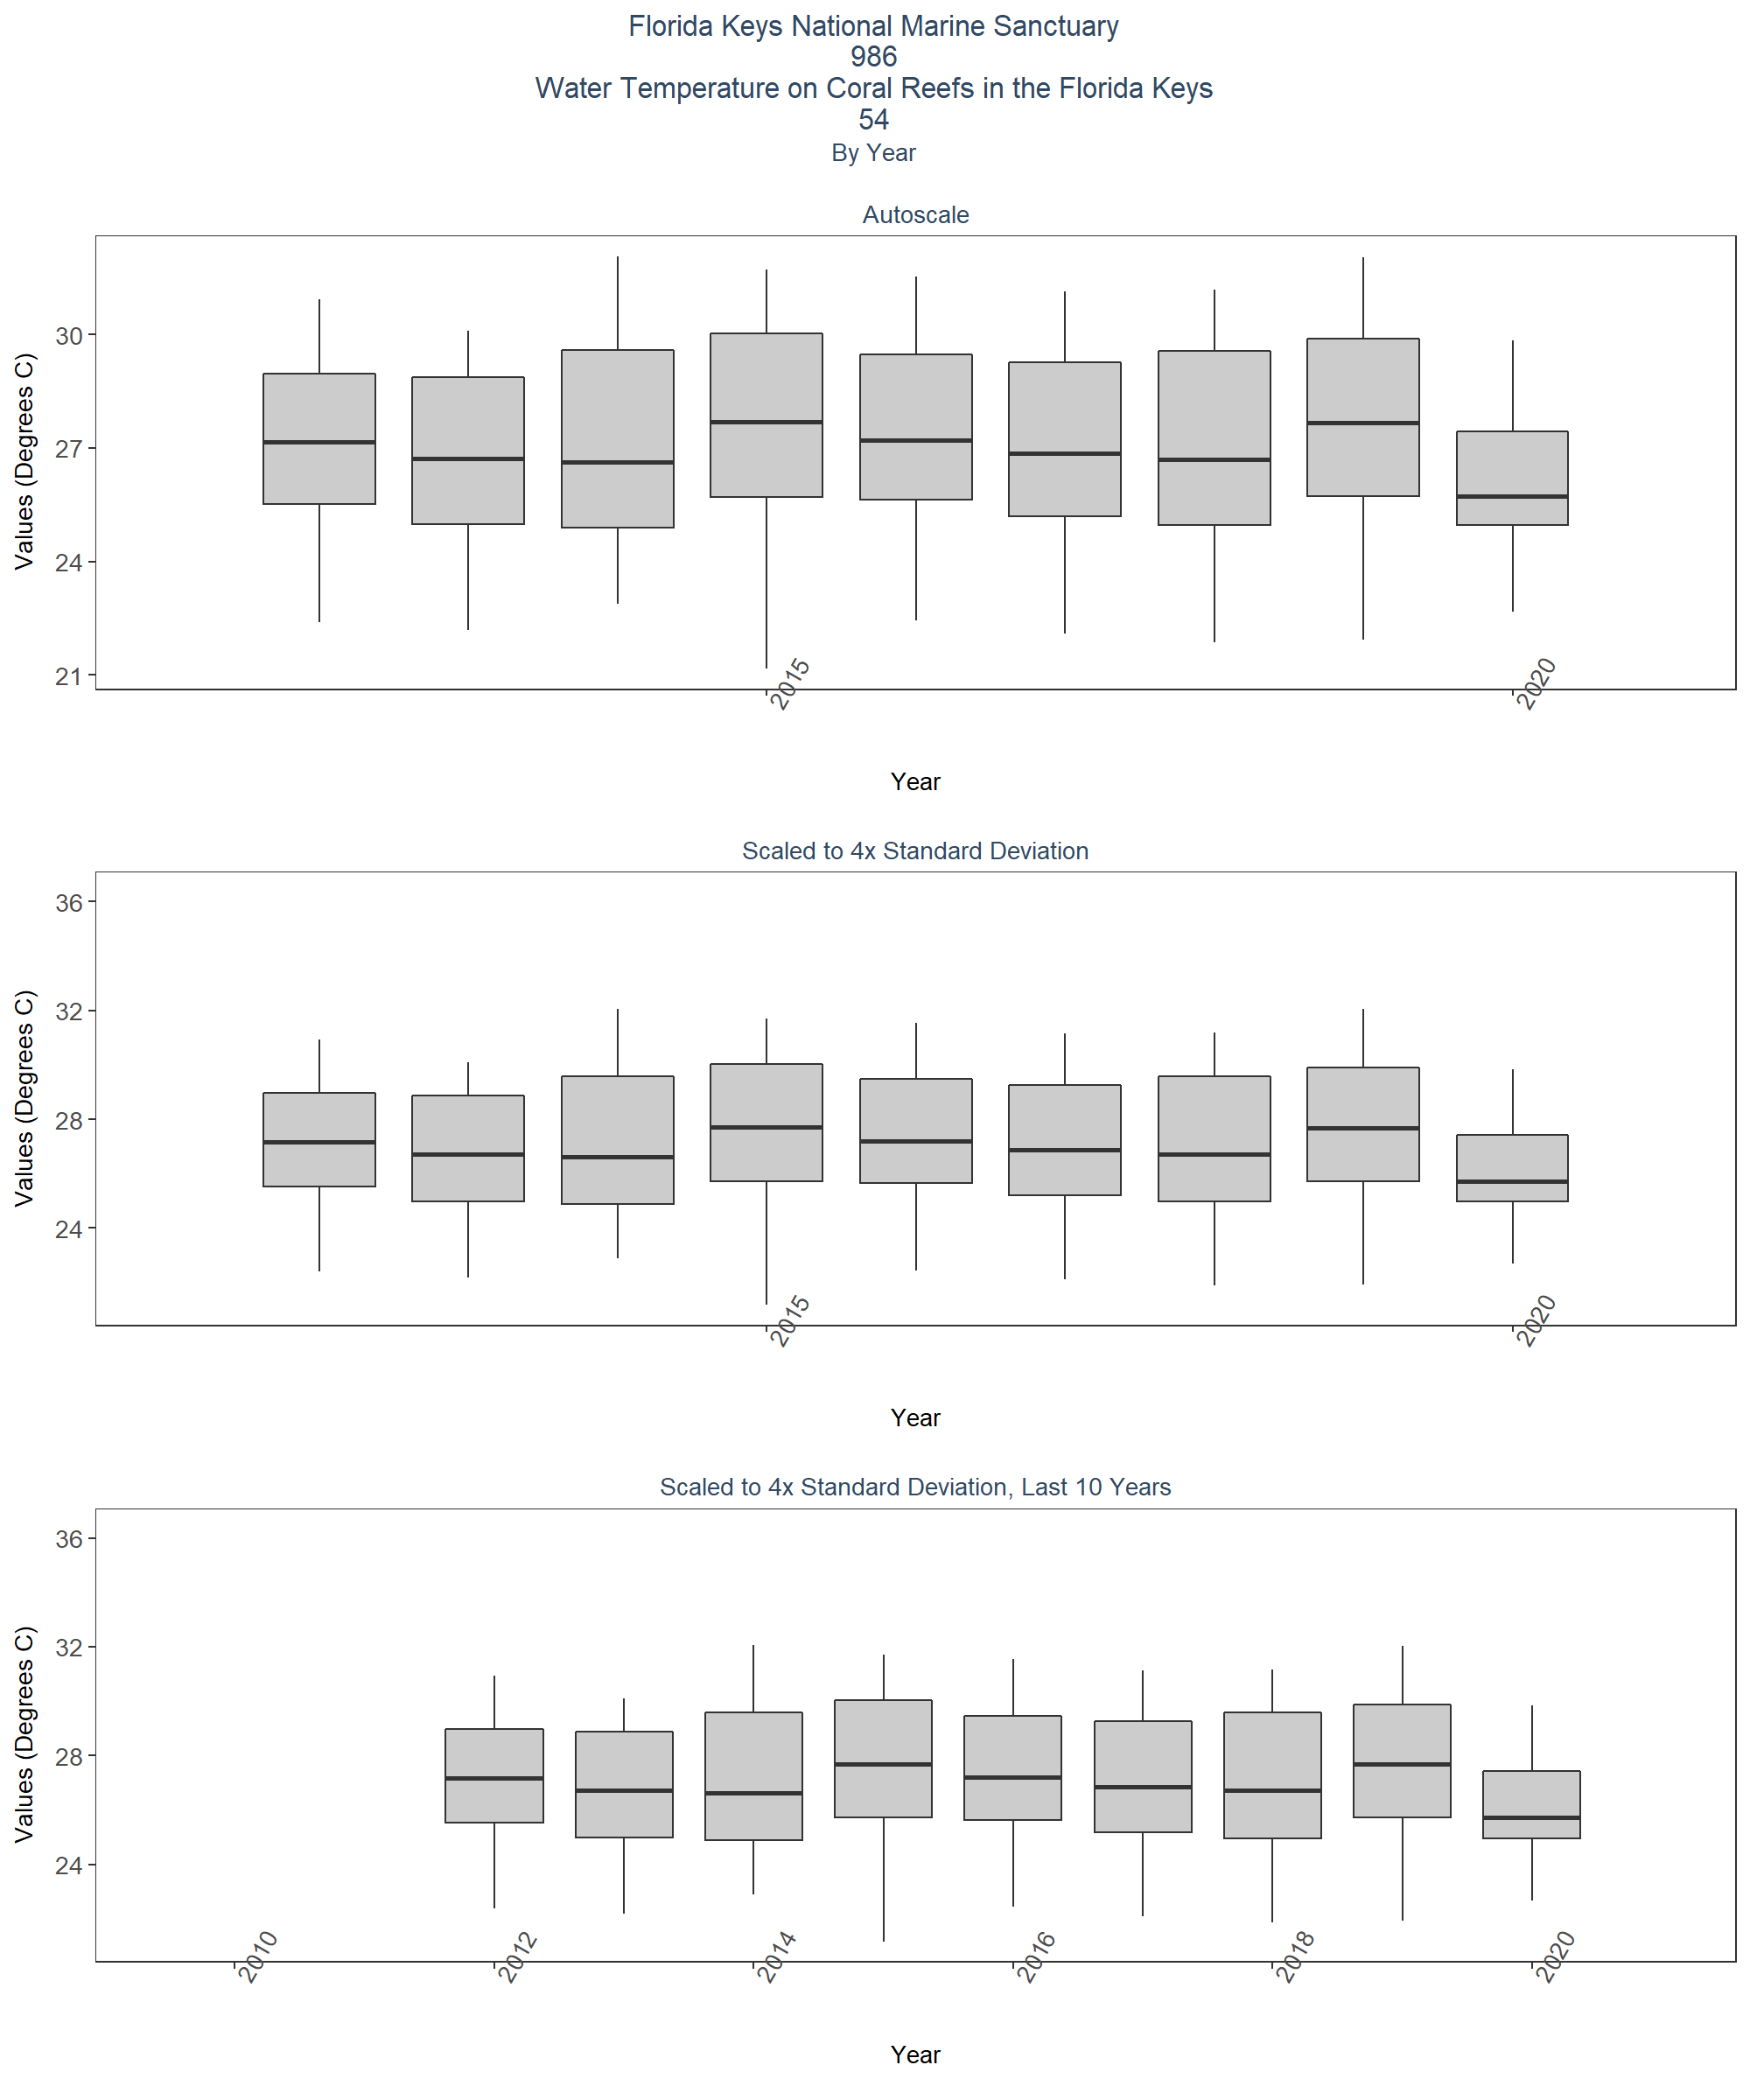 Florida Keys National Marine Sanctuary
986
Water Temperature on Coral Reefs in the Florida Keys
54
By Year
Autoscale
Values (Degrees C)
30
27
24
21
2015
2020
Year
Scaled to 4x Standard Deviation
Values (Degrees C)
36
32
28
24
2015
2020
Year
Scaled to 4x Standard Deviation, Last 10 Years
Values (Degrees C)
36
32
28
24
2010
2012
2014
2016
2018
2020
Year